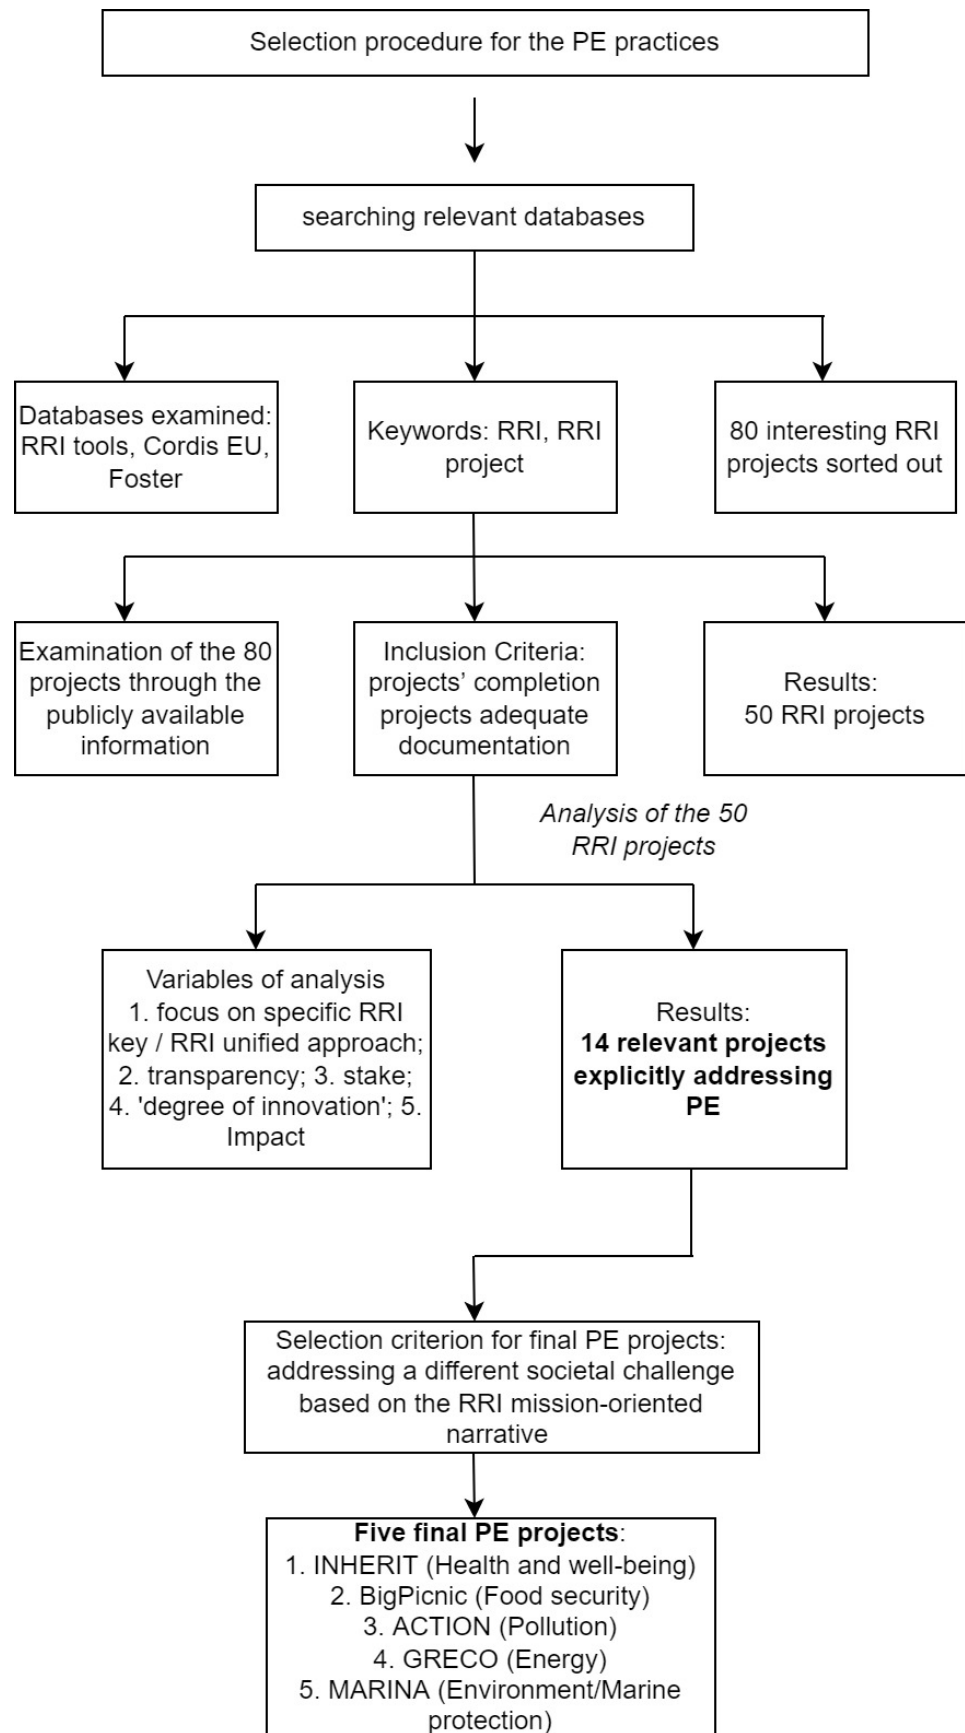 Selection procedure for the PE practices
searching relevant databases
Databases examined:
RRI tools, Cordis EU,
Foster
Keywords: RRI, RRI
project
80 interesting RRI
projects sorted out
Examination of the 80
projects through the
publicly available
information
Inclusion Criteria:
projects’ completion
projects adequate
documentation
Results:
50 RRI projects
Analysis of the 50
RRI projects
Variables of analysis
1. focus on specific RRI
key / RRI unified approach;
2. transparency; 3. stake;
4. 'degree of innovation'; 5.
Impact
Results:
14 relevant projects
explicitly addressing
PE
Selection criterion for final PE projects:
addressing a different societal challenge
based on the RRI mission-oriented
narrative
Five final PE projects:
1. INHERIT (Health and well-being)
2. BigPicnic (Food security)
3. ACTION (Pollution)
4. GRECO (Energy)
5. MARINA (Environment/Marine
protection)